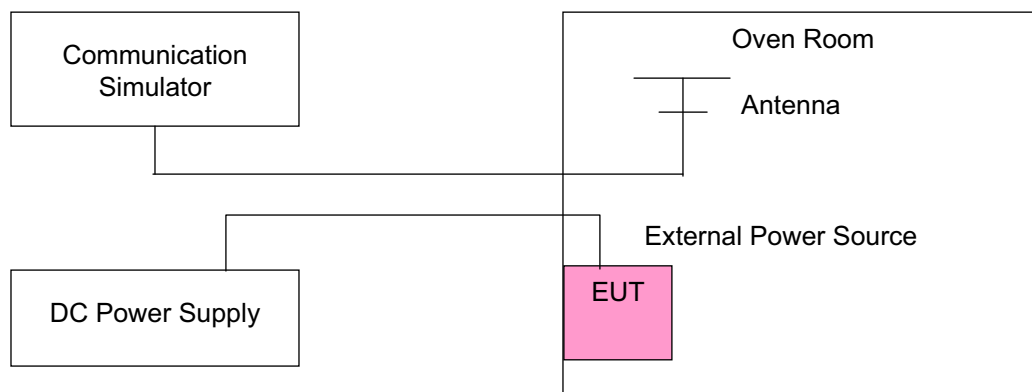 Communication
Simulator
Oven Room
Antenna
External Power Source
DC Power Supply
EUT